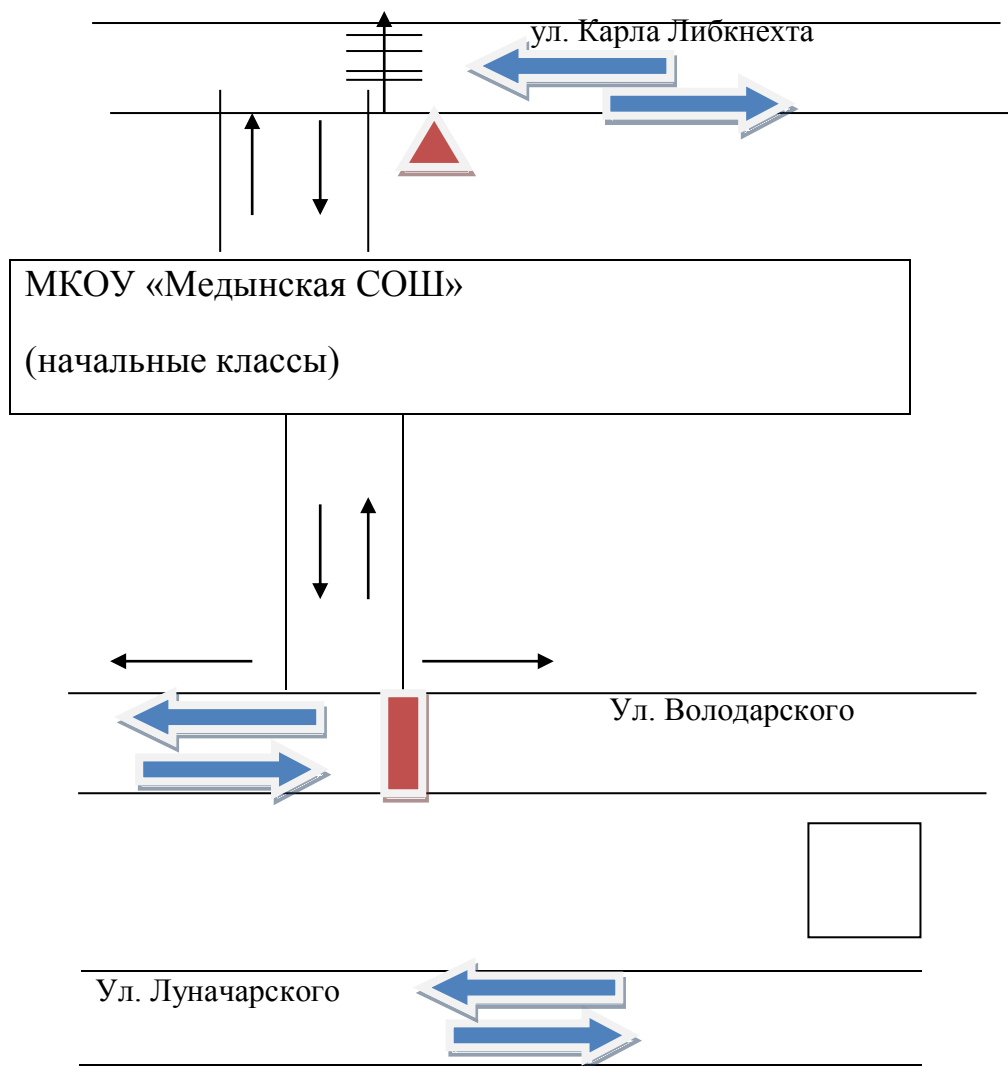 ул. Карла Либкнехта
МКОУ «Медынская СОШ»
(начальные классы)
Ул. Володарского
Ул. Луначарского